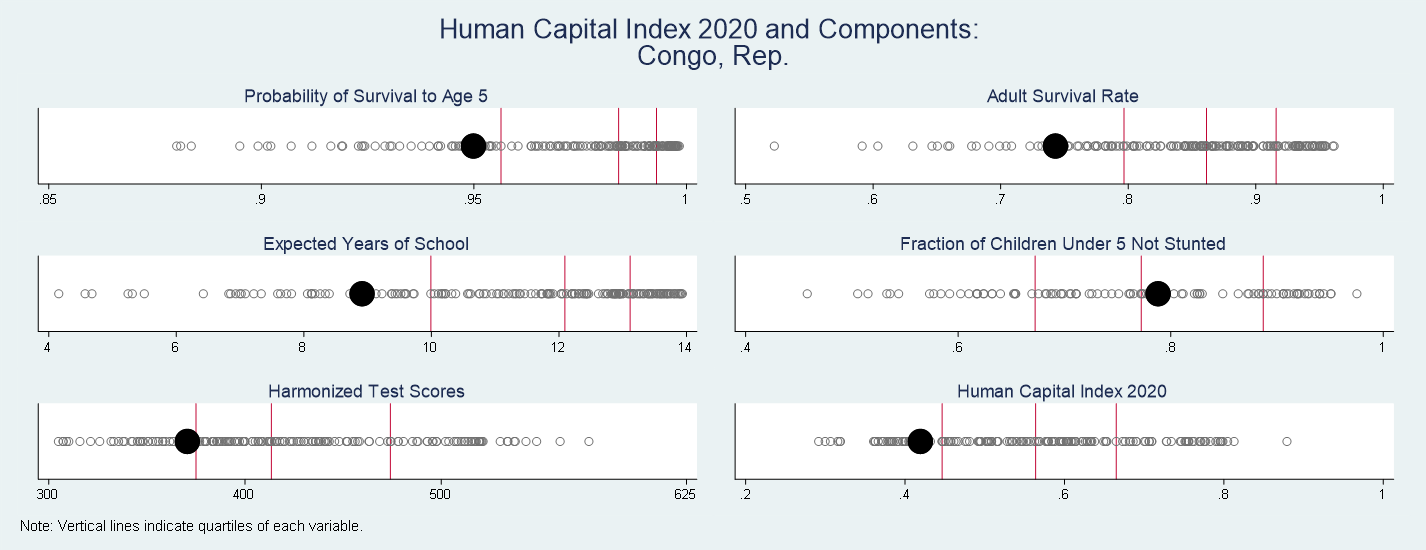 Human Capital Index 2020 and Components:
Congo, Rep.
Probability of Survival to Age 5
.85 .9 .95 1
Adult Survival Rate
.5 .6 .7 .8 .9 1
Expected Years of School
4 6 8 10 12 14
Fraction of Children Under 5 Not Stunted
.4 .6 .8 1
Harmonized Test Scores
300 400 500 625
Human Capital Index 2020
.2 .4 .6 .8 1
Note: Vertical lines indicate quartiles of each variable.